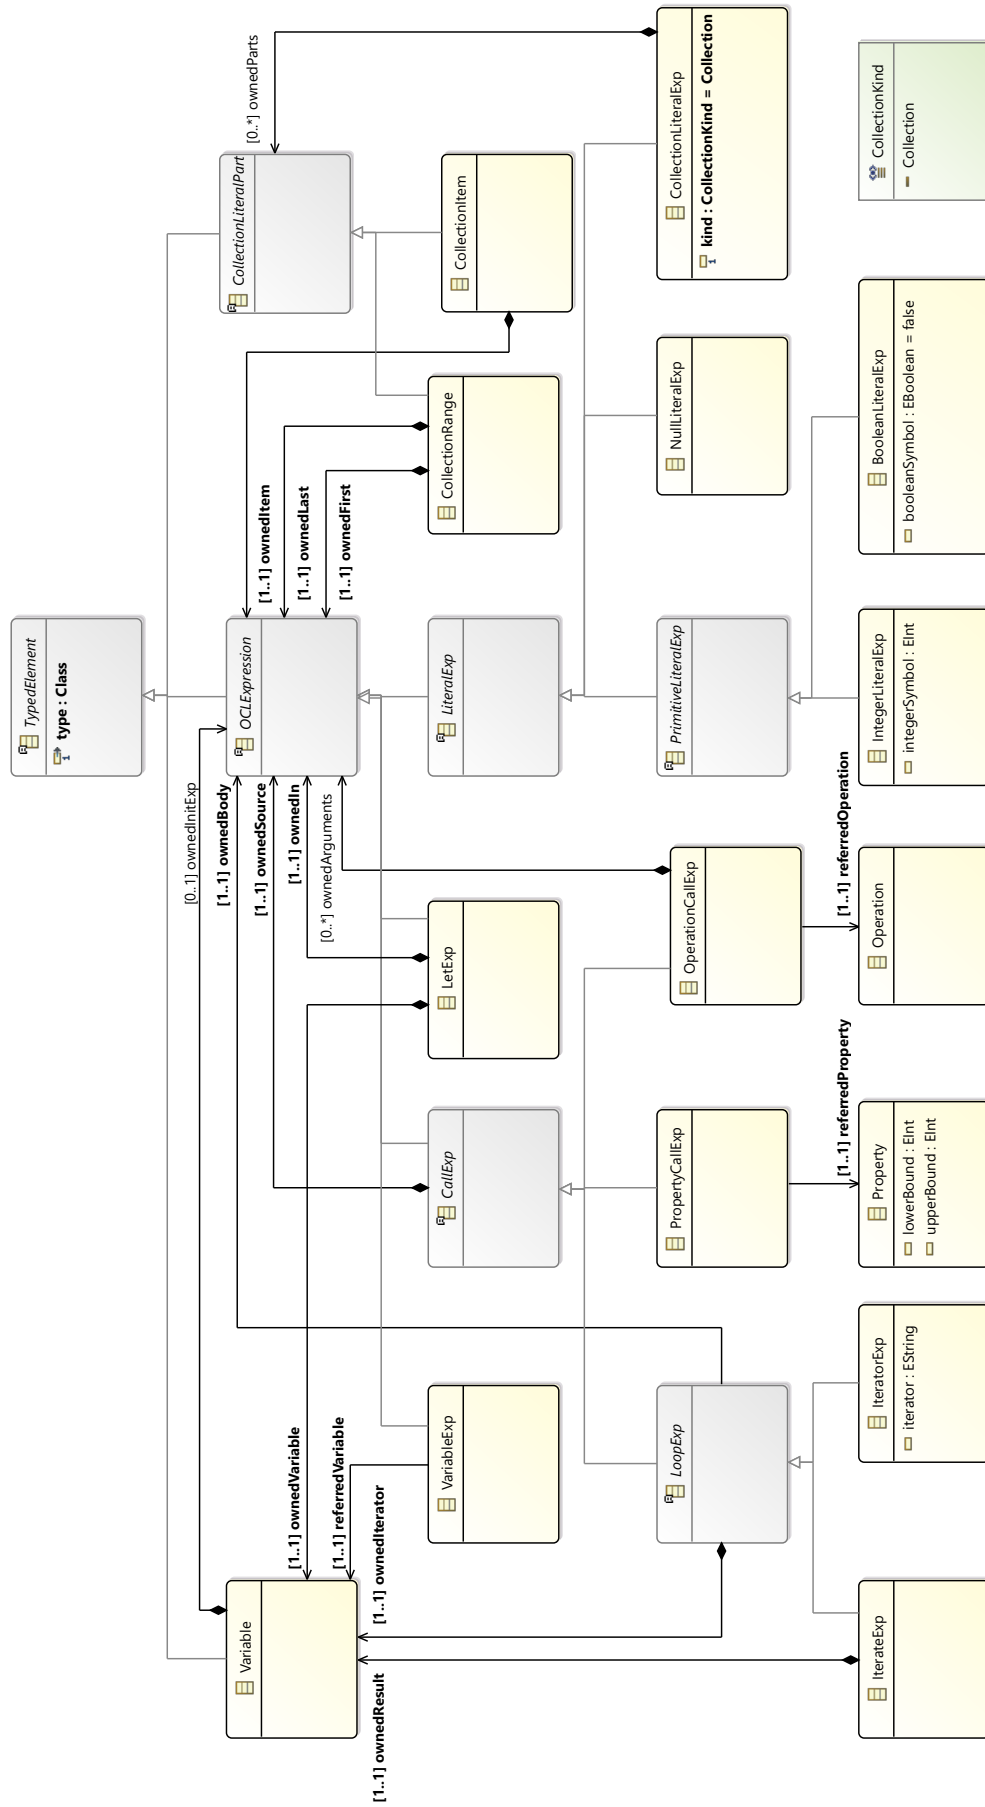 TypedElement
type : Class
[0..1] ownedInitExp
[1..1] ownedBody
[1..1] ownedSource
[1..1] ownedIn
[0..*] ownedArguments
[1..1] ownedItem
[1..1] ownedLast
[1..1] ownedFirst
[0..*] ownedParts
Variable
OCLExpression
CollectionLiteralPart
[1..1] ownedVariable
[1..1] referredVariable
[1..1] ownedIterator
[1..1] ownedResult
VariableExp
CallExp
LetExp
LiteralExp
CollectionRange
CollectionItem
LoopExp
PropertyCallExp
OperationCallExp
PrimitiveLiteralExp
NullLiteralExp
CollectionLiteralExp
kind : CollectionKind = Collection
[1..1] referredProperty
[1..1] referredOperation
IterateExp
IteratorExp
iterator : EString
Property
lowerBound : EInt
upperBound : EInt
Operation
IntegerLiteralExp
integerSymbol : EInt
BooleanLiteralExp
booleanSymbol : EBoolean = false
CollectionKind
Collection